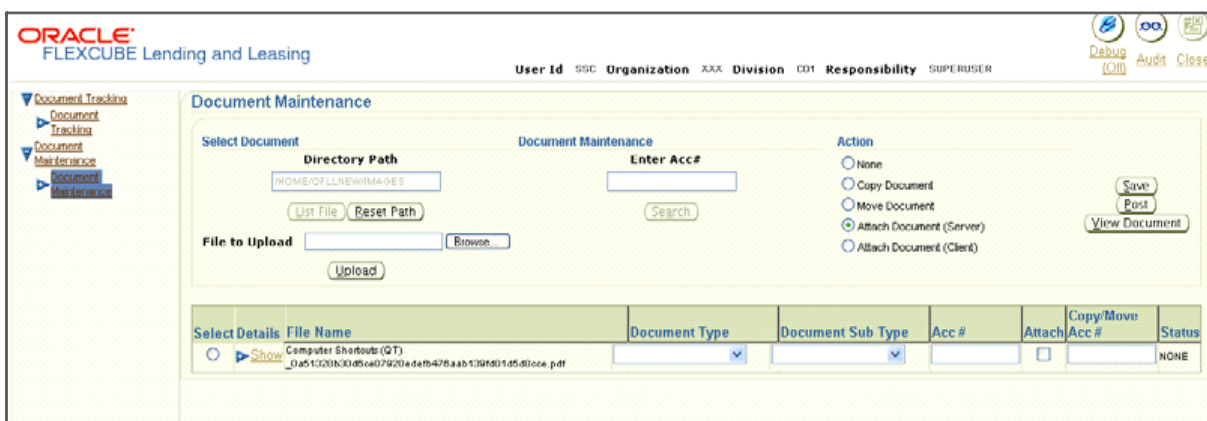 ORACLE
FLEXCUBE Lending and Leasing
User Id SSC Organization XXX Division C01 Responsibility SUPERUSER
Debug (Off) Audit Close
Document Tracking
Document
Tracking
Document
Maintenance
Document
Maintenance
Document Maintenance
Select Document Document Maintenance Action
Directory Path Enter Acc#
None
/HOME/OFLLNEW/IMAGES
Copy Document
Save
List File Reset Path Search
Move Document
Post
Attach Document (Server)
View Document
File to Upload Browse...
Attach Document (Client)
Upload
Select Details File Name Document Type Document Sub Type Acc # Attach Copy/Move Acc # Status
Show Computer Shortcuts (QT)
NONE